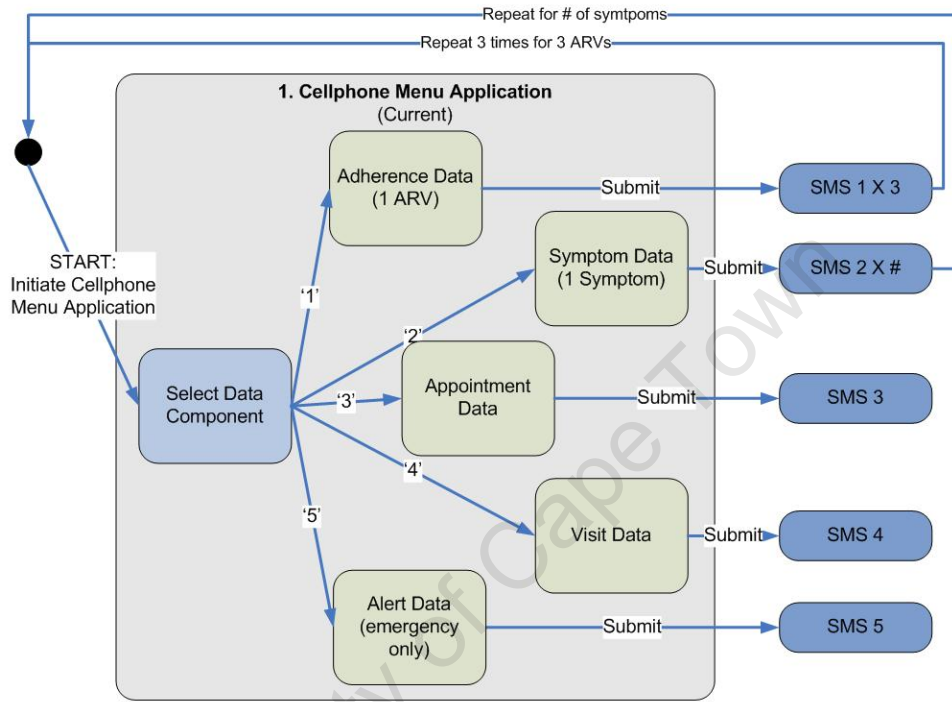 Repeat for # of symtpoms
Repeat 3 times for 3 ARVs
1. Cellphone Menu Application
(Current)
Adherence Data
(1 ARV)
Submit
SMS 1 X 3
Symptom Data
(1 Symptom)
Submit
SMS 2 X #
START:
Initiate Cellphone
Menu Application
'1'
'2'
Select Data
Component
'3'
Appointment
Data
Submit
SMS 3
'4'
'5'
Visit Data
Submit
SMS 4
Alert Data
(emergency
only)
Submit
SMS 5
of Cape Town